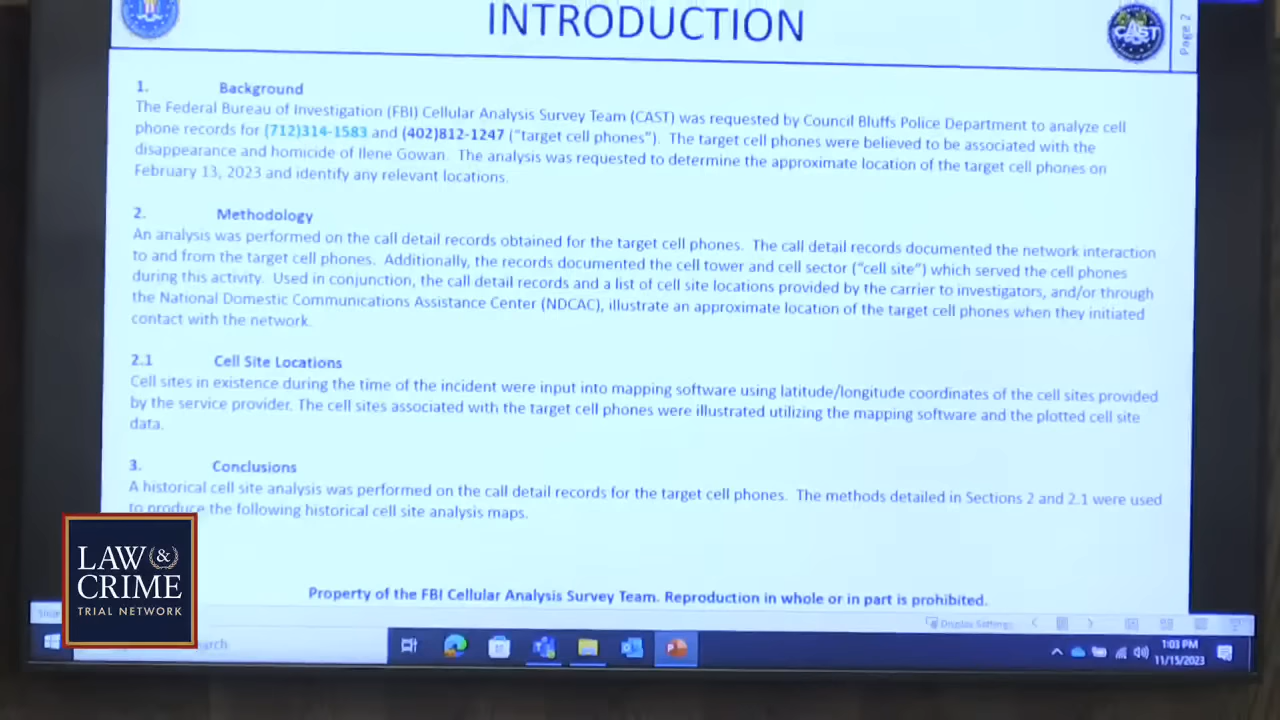 INTRODUCTION
CAST
Page 2
1. Background
The Federal Bureau of Investigation (FBI) Cellular Analysis Survey Team (CAST) was requested by Council Bluffs Police Department to analyze cell
phone records for (712)314-1583 and (402)812-1247 ("target cell phones"). The target cell phones were believed to be associated with the
disappearance and homicide of Ilene Gowan. The analysis was requested to determine the approximate location of the target cell phones on
February 13, 2023 and identify any relevant locations.
2. Methodology
An analysis was performed on the call detail records obtained for the target cell phones. The call detail records documented the network interaction
to and from the target cell phones. Additionally, the records documented the cell tower and cell sector ("cell site") which served the cell phones
during this activity. Used in conjunction, the call detail records and a list of cell site locations provided by the carrier to investigators, and/or through
the National Domestic Communications Assistance Center (NDCAC), illustrate an approximate location of the target cell phones when they initiated
contact with the network.
2.1 Cell Site Locations
Cell sites in existence during the time of the incident were input into mapping software using latitude/longitude coordinates of the cell sites provided
by the service provider. The cell sites associated with the target cell phones were illustrated utilizing the mapping software and the plotted cell site
data.
3. Conclusions
A historical cell site analysis was performed on the call detail records for the target cell phones. The methods detailed in Sections 2 and 2.1 were used
to produce the following historical cell site analysis maps.
Property of the FBI Cellular Analysis Survey Team. Reproduction in whole or in part is prohibited.
LAW &
CRIME
TRIAL NETWORK
Display Settings
arch
1:03 PM
11/15/2023